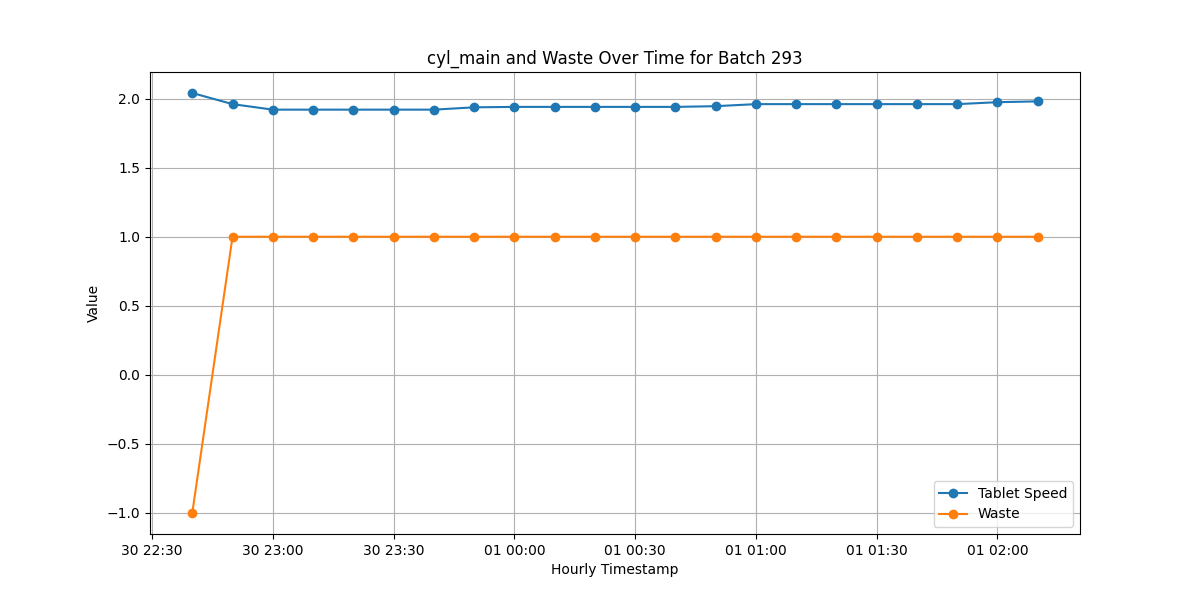 cyl_main and Waste Over Time for Batch 293
Value
2.0
1.5
1.0
0.5
0.0
−0.5
−1.0
Tablet Speed
Waste
30 22:30 30 23:00 30 23:30 01 00:00 01 00:30 01 01:00 01 01:30 01 02:00
Hourly Timestamp